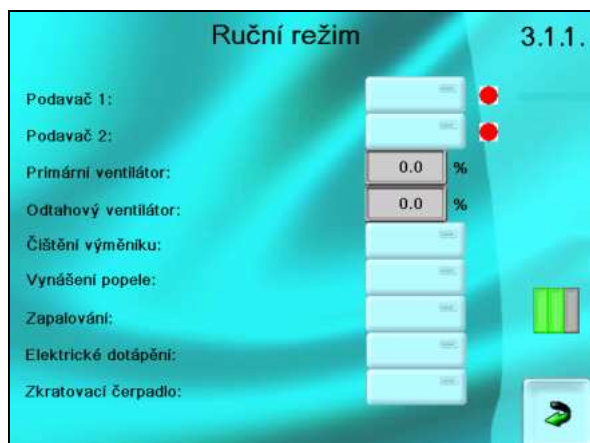 Ruční režim 3.1.1.
Podavač 1:
Podavač 2:
Primární ventilátor: 0.0 %
Odtahový ventilátor: 0.0 %
Čištění výměníku:
Vynášení popele:
Zapalování:
Elektrické dotápění:
Zkratovací čerpadlo: